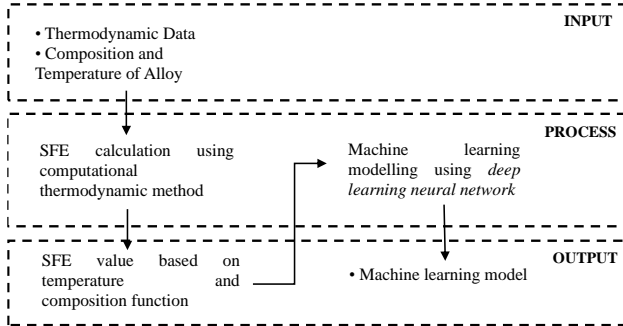 INPUT
• Thermodynamic Data
• Composition and
Temperature of Alloy
PROCESS
SFE calculation using
computational
thermodynamic method
Machine learning
modelling using deep
learning neural network
OUTPUT
SFE value based on
temperature and
composition function
• Machine learning model